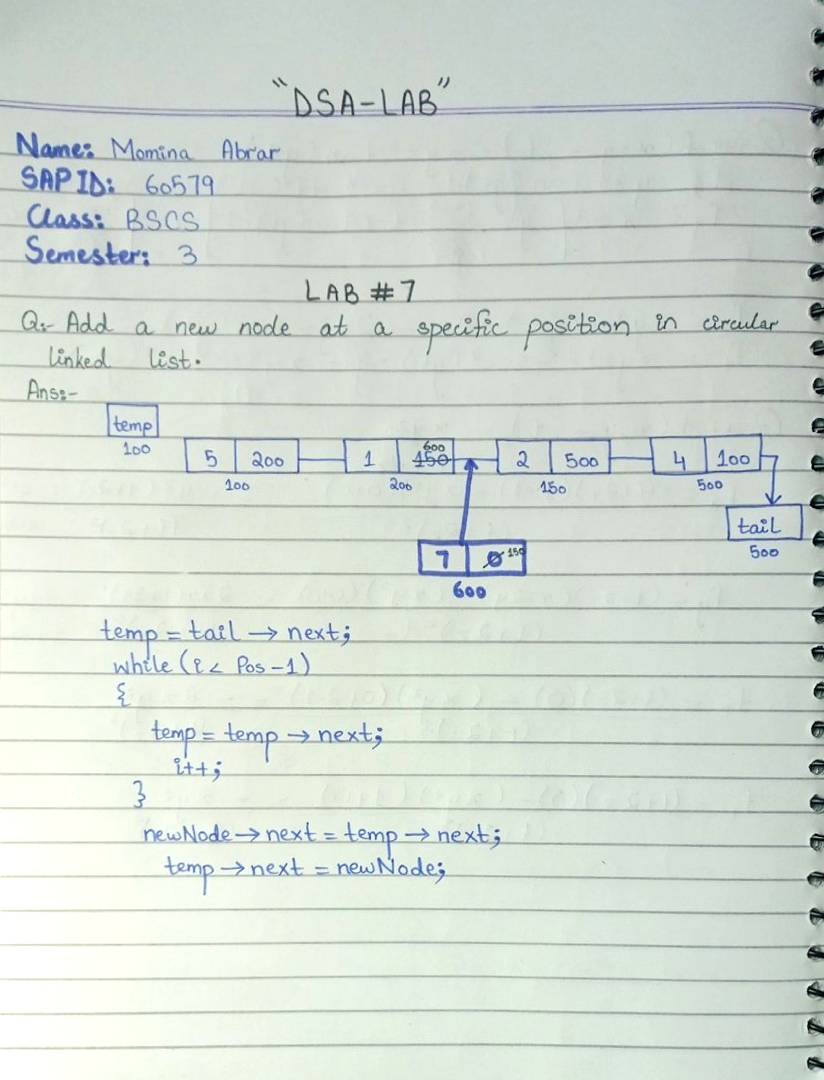 "DSA-LAB"
Name: Momina Abrar
SAP ID: 60579
Class: BSCS
Semester: 3
LAB #7
Q:- Add a new node at a specific position in circular
linked list.
Ans:-
temp
100
5 200
100
1 150 600
200
2 500
150
4 100
500
tail
500
7 0 150
600
temp = tail → next;
while (i < Pos -1)
{
temp = temp → next;
i++;
}
newNode → next = temp → next;
temp → next = newNode;